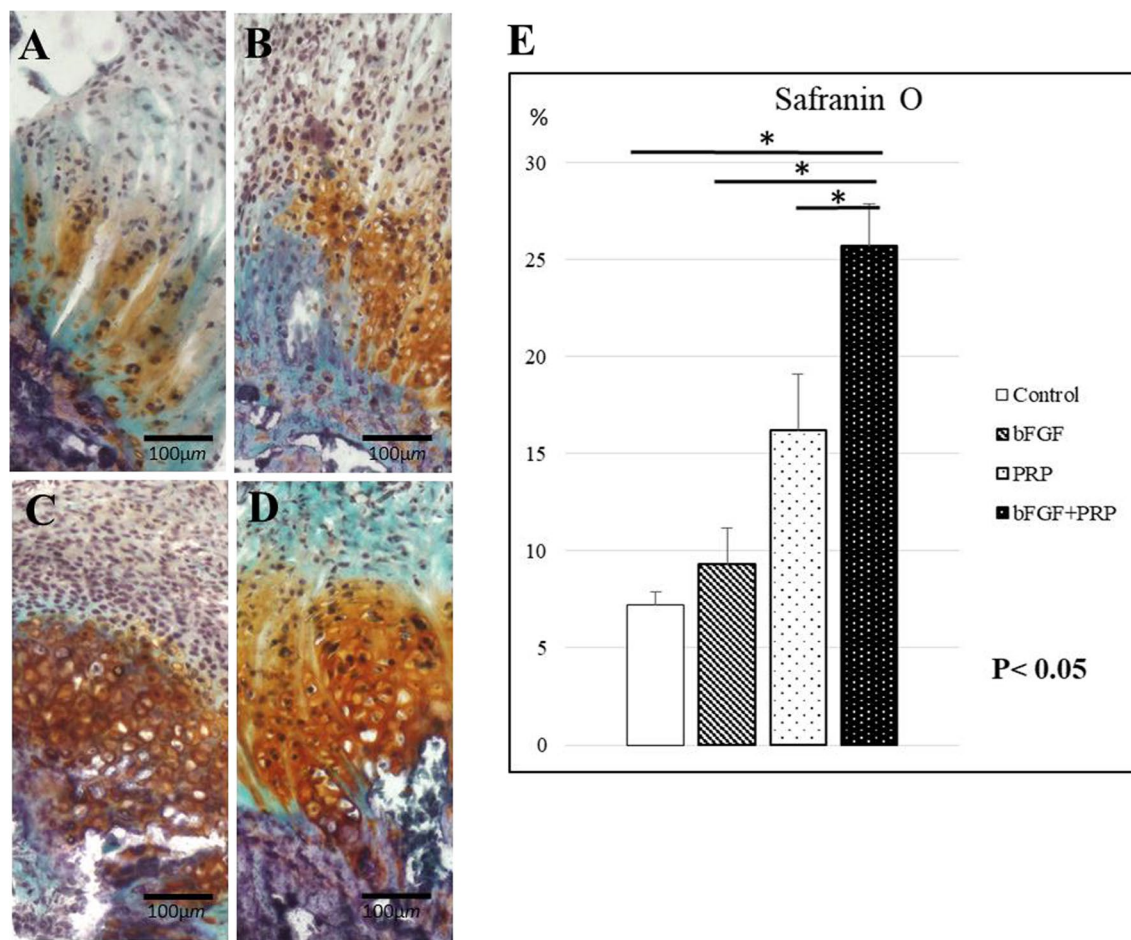 A
B
E
Safranin O
%
*
30
*
*
25
20
15
10
5
0
Control
bFGF
PRP
bFGF+PRP
P< 0.05
100μm
100μm
C
D
100μm
100μm